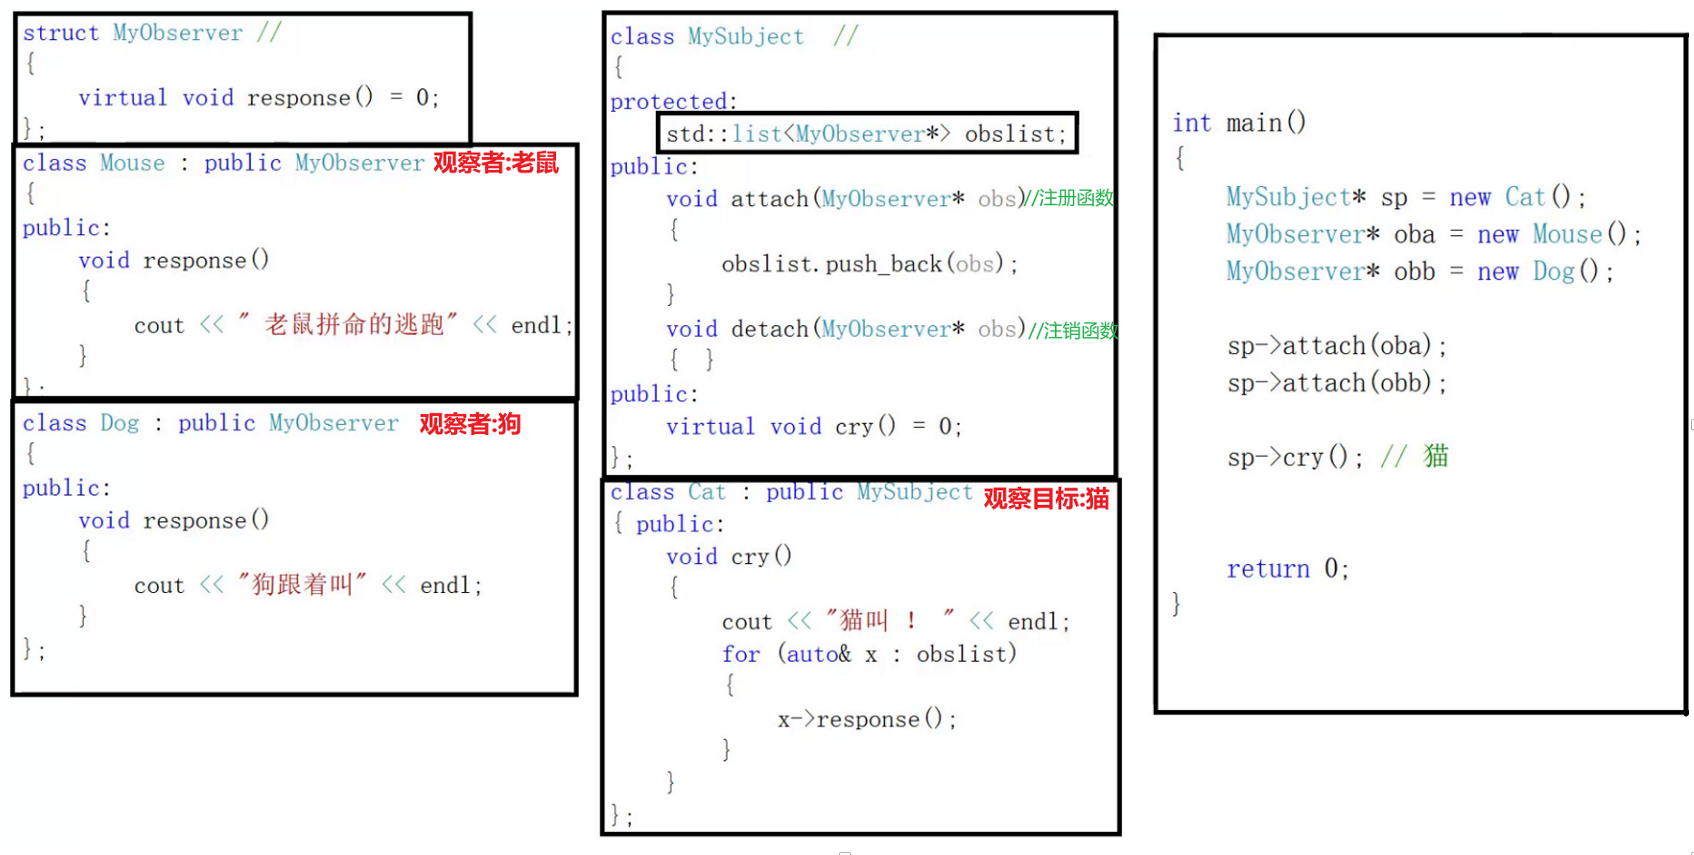 struct MyObserver //
{
virtual void response() = 0;
};
class Mouse : public MyObserver 观察者:老鼠
{
public:
void response()
{
cout << " 老鼠拼命的逃跑" << endl;
}
};
class Dog : public MyObserver 观察者:狗
{
public:
void response()
{
cout << "狗跟着叫" << endl;
}
};
class MySubject //
{
protected:
std::list<MyObserver*> obslist;
public:
void attach(MyObserver* obs)//注册函数
{
obslist.push_back(obs);
}
void detach(MyObserver* obs)//注销函数
{ }
public:
virtual void cry() = 0;
};
class Cat : public MySubject 观察目标:猫
{ public:
void cry()
{
cout << "猫叫 ! " << endl;
for (auto& x : obslist)
{
x->response();
}
}
};
int main()
{
MySubject* sp = new Cat();
MyObserver* oba = new Mouse();
MyObserver* obb = new Dog();
sp->attach(oba);
sp->attach(obb);
sp->cry(); // 猫
return 0;
}